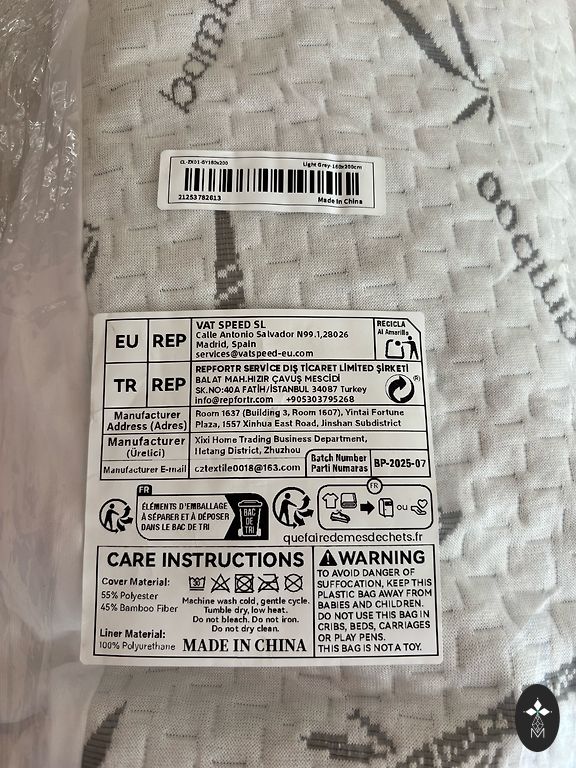 bamb
CL-ZX01-GY160x200 Light Grey-160x200cm
21253782613 Made in China
bamboo
EU REP
VAT SPEED SL
Calle Antonio Salvador N99.1,28026
Madrid, Spain
services@vatspeed-eu.com
RECICLA
Al Amarillo
TR REP
REPFORTR SERVICE DIŞ TİCARET LİMİTED ŞİRKETİ
BALAT MAH.HIZIR ÇAVUŞ MESCİDİ
SK.NO:40A FATİH/İSTANBUL 34087 Turkey
info@repfortr.com +905303795268
Manufacturer
Address (Adres)
Room 1637 (Building 3, Room 1607), Yintai Fortune
Plaza, 1557 Xinhua East Road, Jinshan Subdistrict
Manufacturer
(Üretici)
Xixi Home Trading Business Department,
Hetang District, Zhuzhou
Manufacturer E-mail
cztextile0018@163.com
Batch Number
Parti Numarası
BP-2025-07
FR
ÉLÉMENTS D'EMBALLAGE
À SÉPARER ET À DÉPOSER
DANS LE BAC DE TRI
BAC
DE
TRI
FR
OU
quefairedemesdechets.fr
CARE INSTRUCTIONS
Cover Material:
55% Polyester
45% Bamboo Fiber
Machine wash cold, gentle cycle.
Tumble dry, low heat.
Do not bleach. Do not iron.
Do not dry clean.
Liner Material:
100% Polyurethane
MADE IN CHINA
WARNING
TO AVOID DANGER OF
SUFFOCATION, KEEP THIS
PLASTIC BAG AWAY FROM
BABIES AND CHILDREN.
DO NOT USE THIS BAG IN
CRIBS, BEDS, CARRIAGES
OR PLAY PENS.
THIS BAG IS NOT A TOY.
M